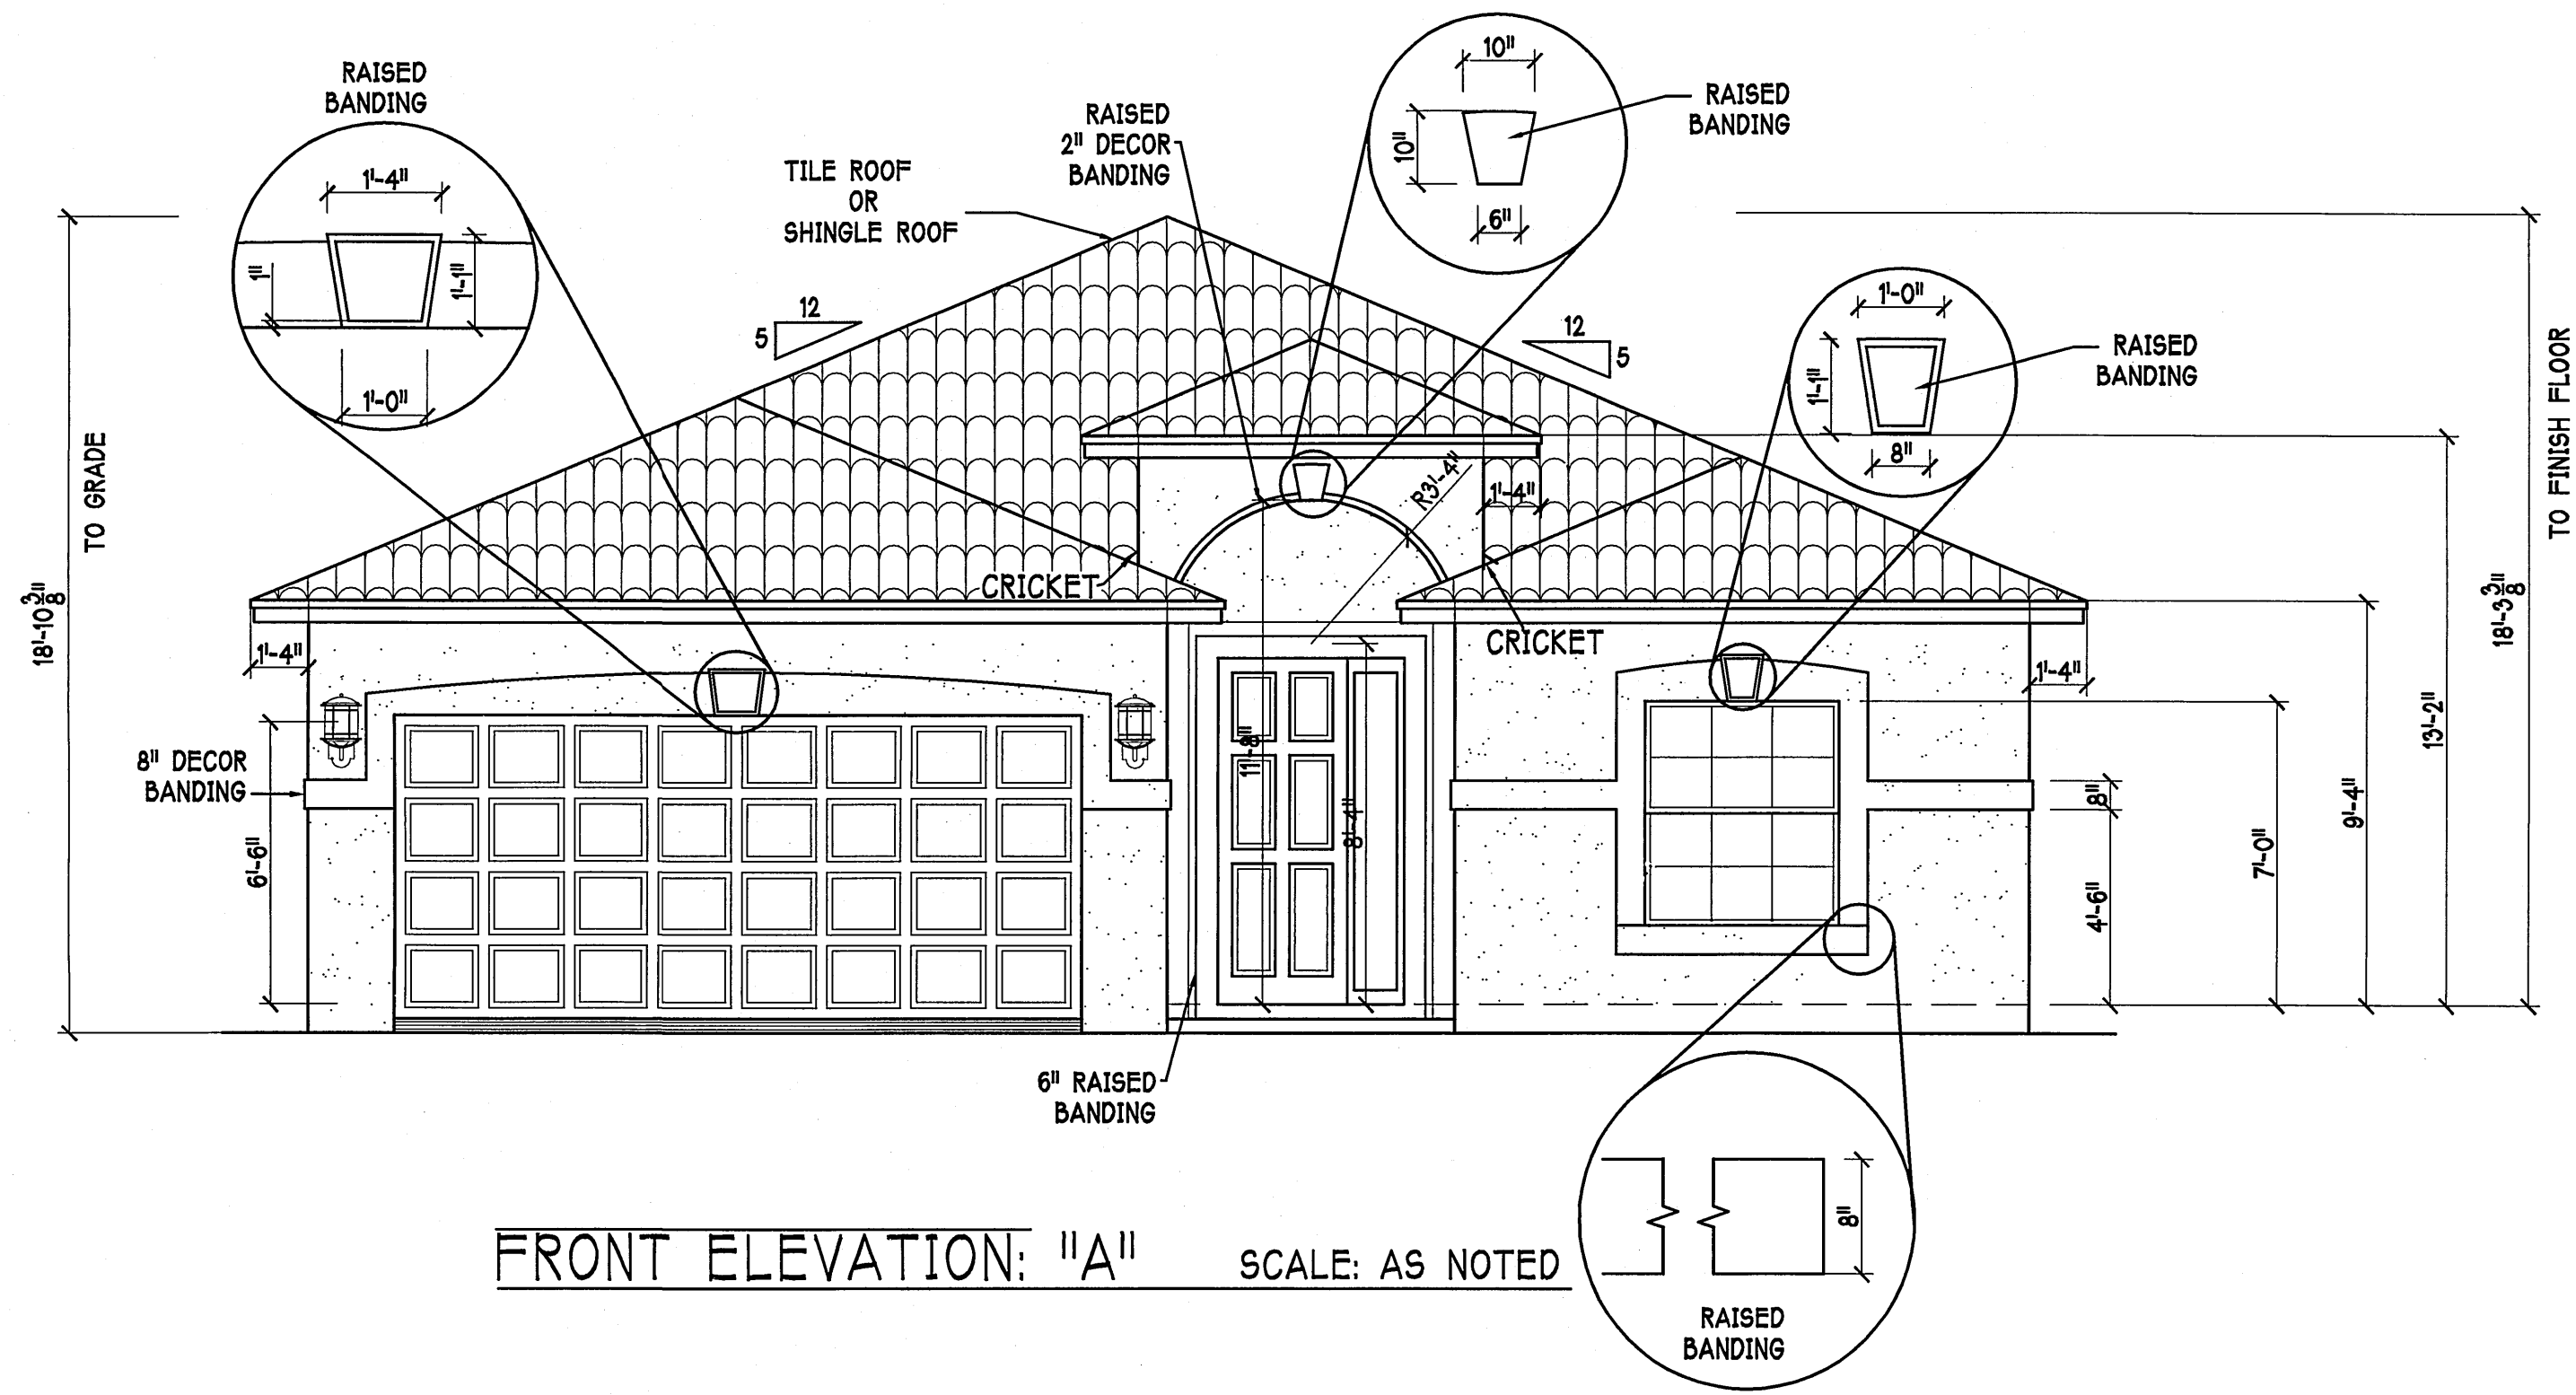 RAISED
BANDING
1'-4"
1"
1'-1"
1'-0"
TILE ROOF
OR
SHINGLE ROOF
RAISED
2" DECOR
BANDING
10"
10"
6"
RAISED
BANDING
1'-0"
1'-1"
8"
RAISED
BANDING
12
5
12
5
TO GRADE
18'-10 3/8"
TO FINISH FLOOR
18'-3 3/8"
R3'-4"
1'-4"
CRICKET
CRICKET
1'-4"
1'-4"
8" DECOR
BANDING
6'-6"
11'-8"
8'-4"
8"
4'-6"
7'-0"
9'-4"
13'-2"
6" RAISED
BANDING
8"
RAISED
BANDING
FRONT ELEVATION: "A" SCALE: AS NOTED